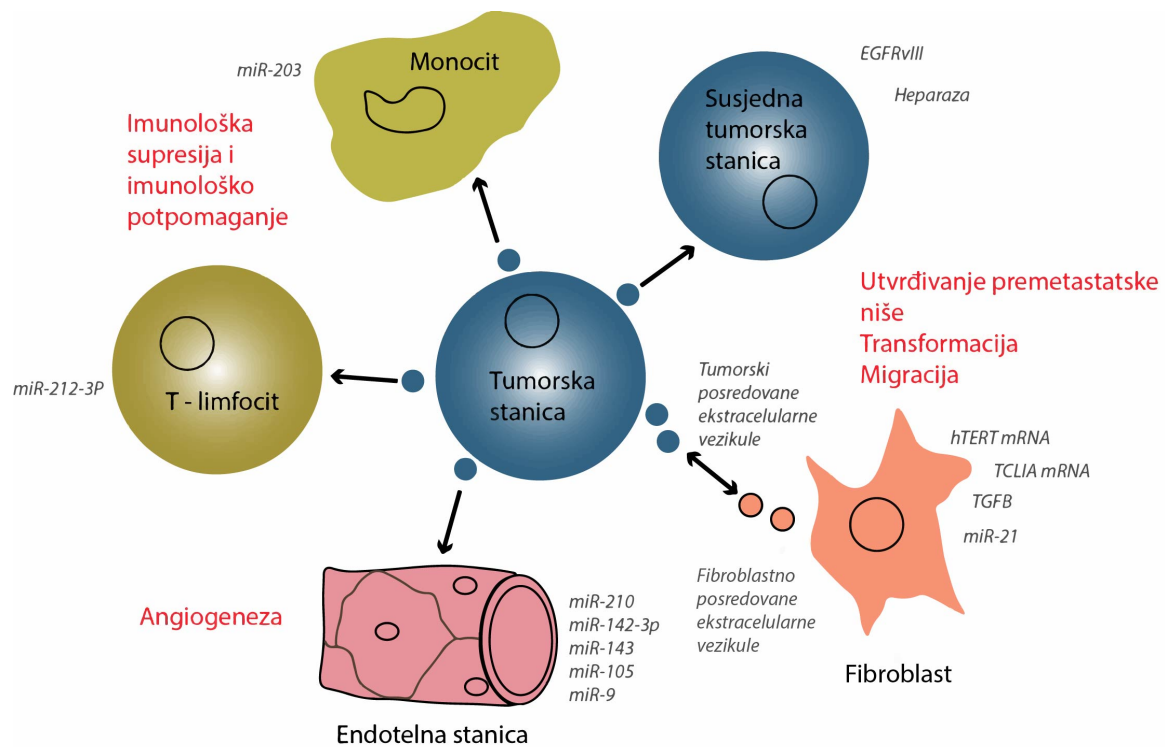 Monocit
miR-203
EGFRvIII
Heparaza
Susjedna
tumorska
stanica
Imunološka
supresija i
imunološko
potpomaganje
Utvrđivanje premetastatske
niše
Transformacija
Migracija
miR-212-3P
T - limfocit
Tumorska
stanica
Tumorski
posredovane
ekstracelularne
vezikule
hTERT mRNA
TCLIA mRNA
TGFB
miR-21
Fibroblastno
posredovane
ekstracelularne
vezikule
Fibroblast
Angiogeneza
miR-210
miR-142-3p
miR-143
miR-105
miR-9
Endotelna stanica